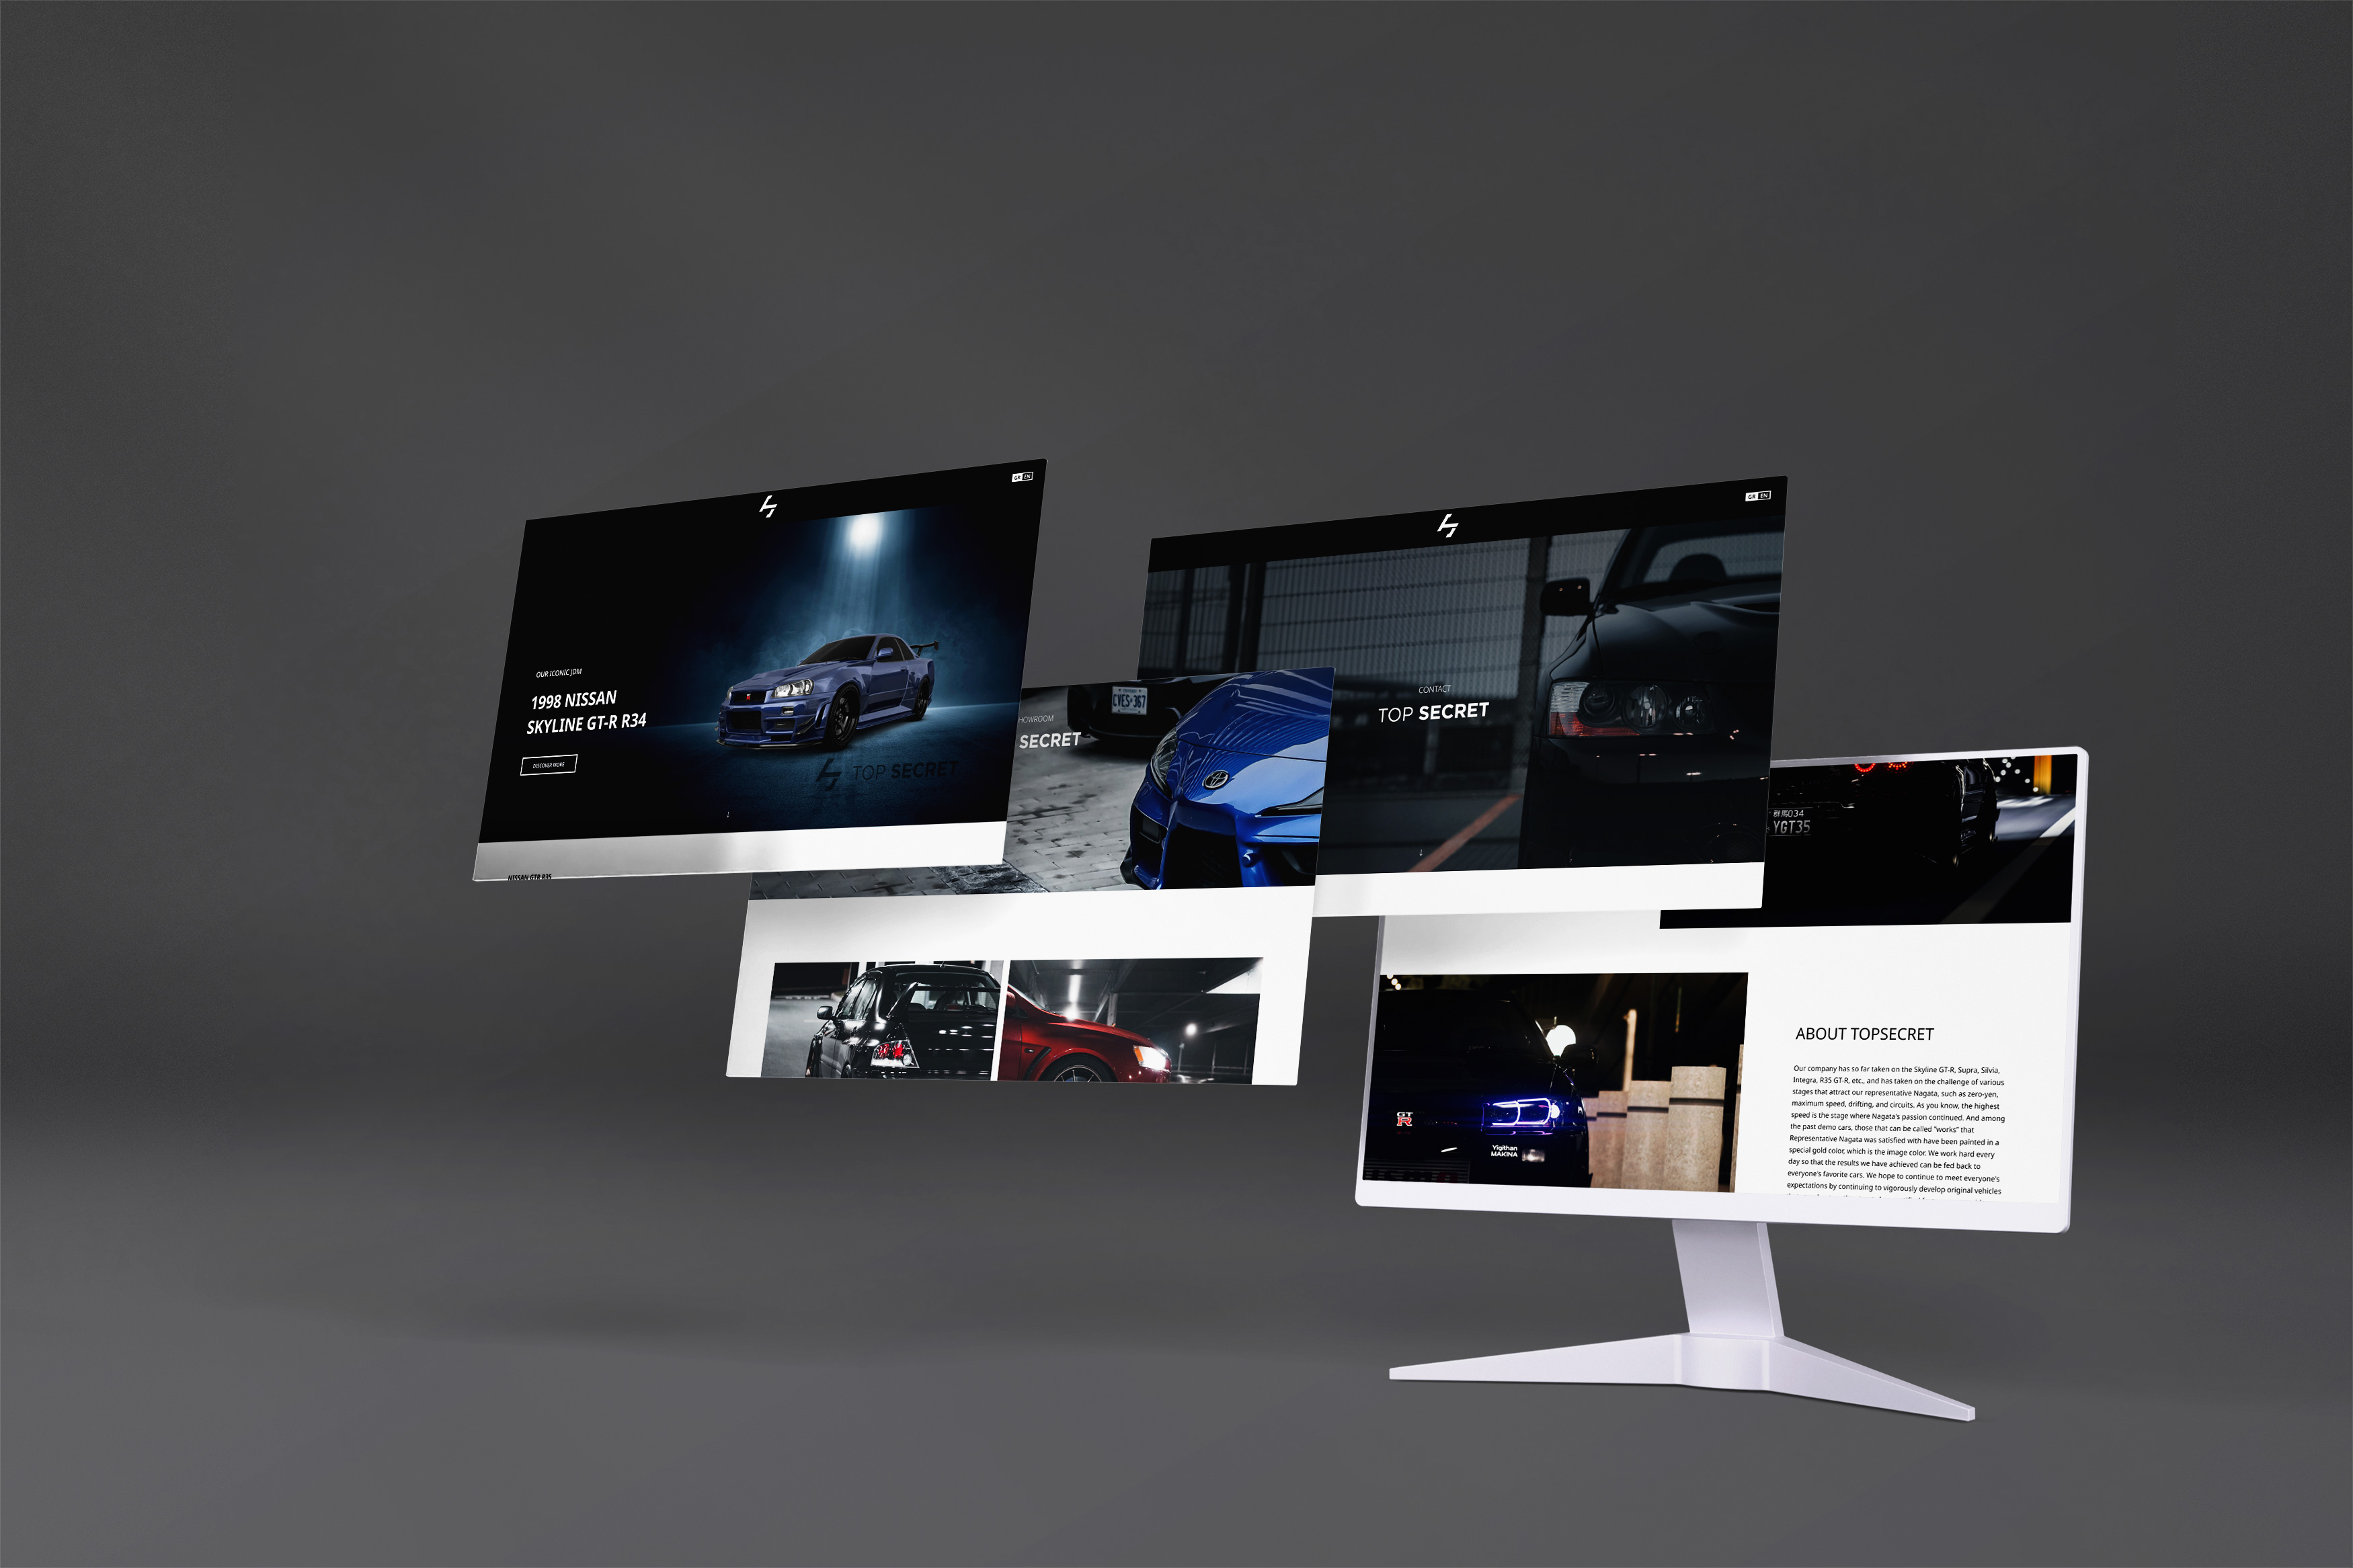 GR EN
OUR ICONIC JDM
1998 NISSAN
SKYLINE GT-R R34
DISCOVER MORE
TOP SECRET
NISSAN GTR R35
HOWROOM
SECRET
CVES 367
GR EN
CONTACT
TOP SECRET
034
YGT35
GT
R
Yigithan
MAKINA
ABOUT TOPSECRET
Our company has so far taken on the Skyline GT-R, Supra, Silvia,
Integra, R35 GT-R, etc., and has taken on the challenge of various
stages that attract our representative Nagata, such as zero-yen,
maximum speed, drifting, and circuits. As you know, the highest
speed is the stage where Nagata's passion continued. And among
the past demo cars, those that can be called "works" that
Representative Nagata was satisfied with have been painted in a
special gold color, which is the image color. We work hard every
day so that the results we have achieved can be fed back to
everyone's favorite cars. We hope to continue to meet everyone's
expectations by continuing to vigorously develop original vehicles